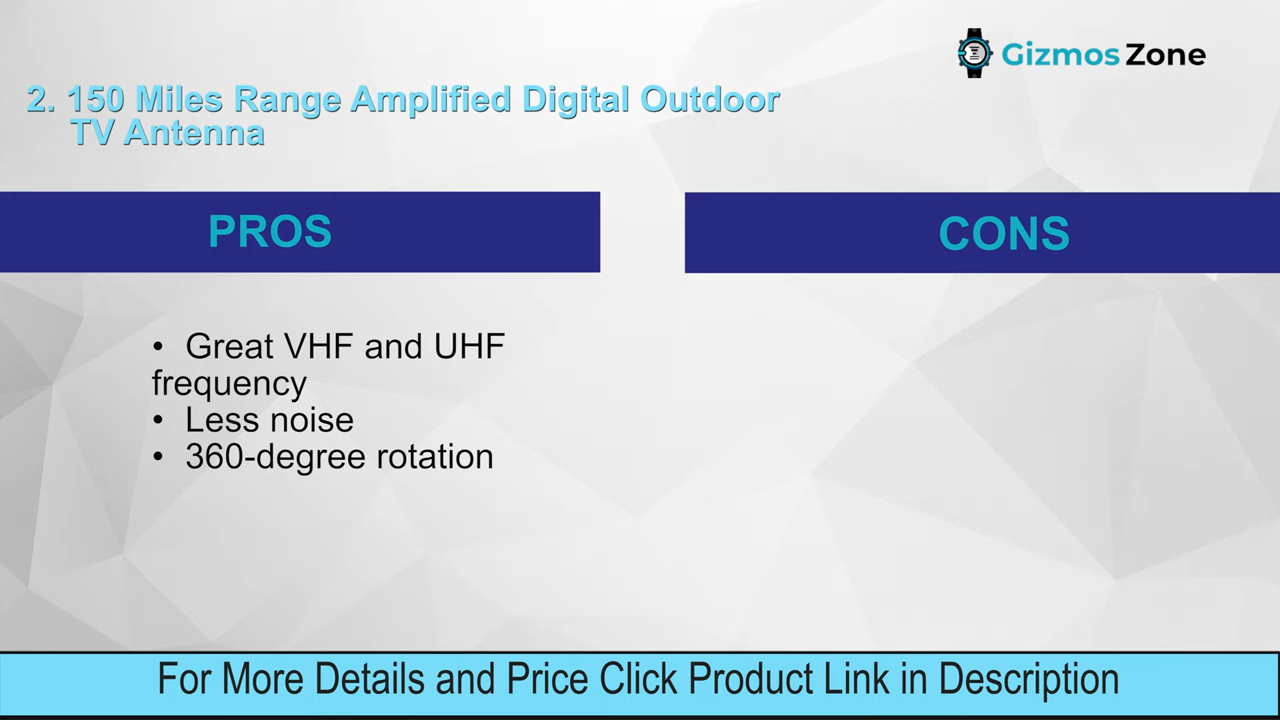 Gizmos Zone
2. 150 Miles Range Amplified Digital Outdoor
TV Antenna
PROS
CONS
• Great VHF and UHF
frequency
• Less noise
• 360-degree rotation
For More Details and Price Click Product Link in Description